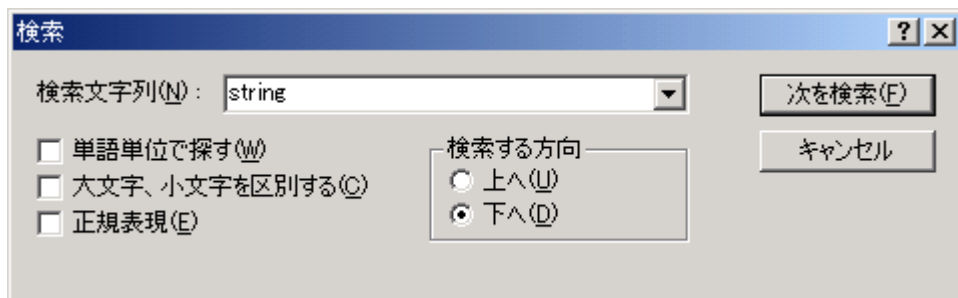 検索
検索文字列(N)： string 次を検索(F)
単語単位で探す(W) 検索する方向 キャンセル
大文字、小文字を区別する(C) 上へ(U)
正規表現(E) 下へ(D)